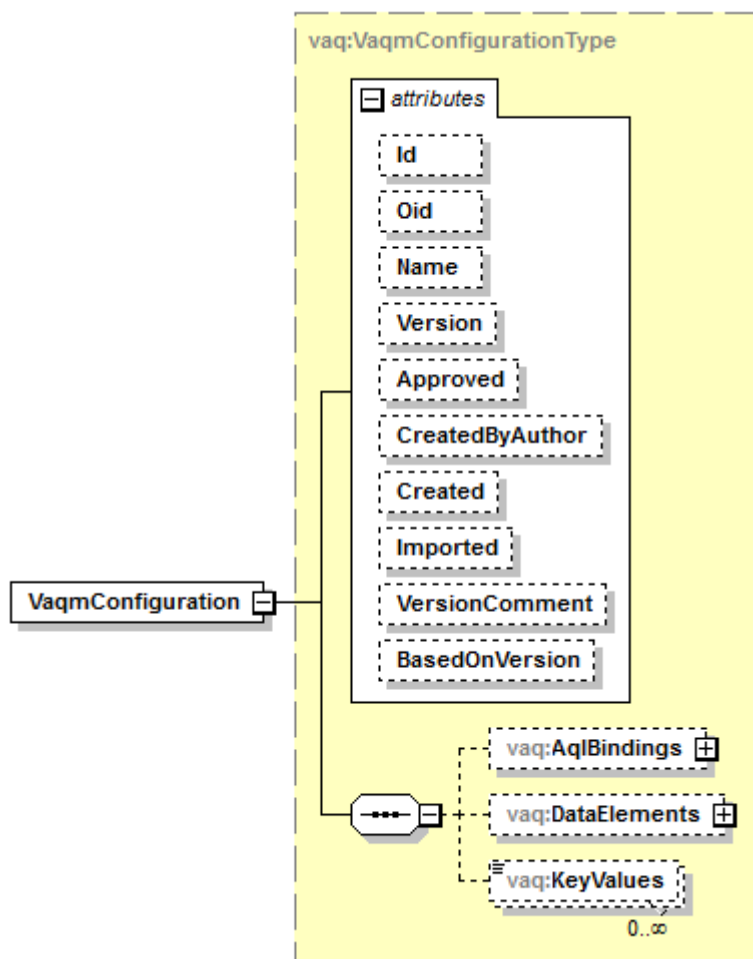 vaq:VaqmConfigurationType
attributes
Id
Oid
Name
Version
Approved
CreatedByAuthor
Created
Imported
VaqmConfiguration
VersionComment
BasedOnVersion
vaq:AqlBindings
vaq:DataElements
vaq:KeyValues
0..∞